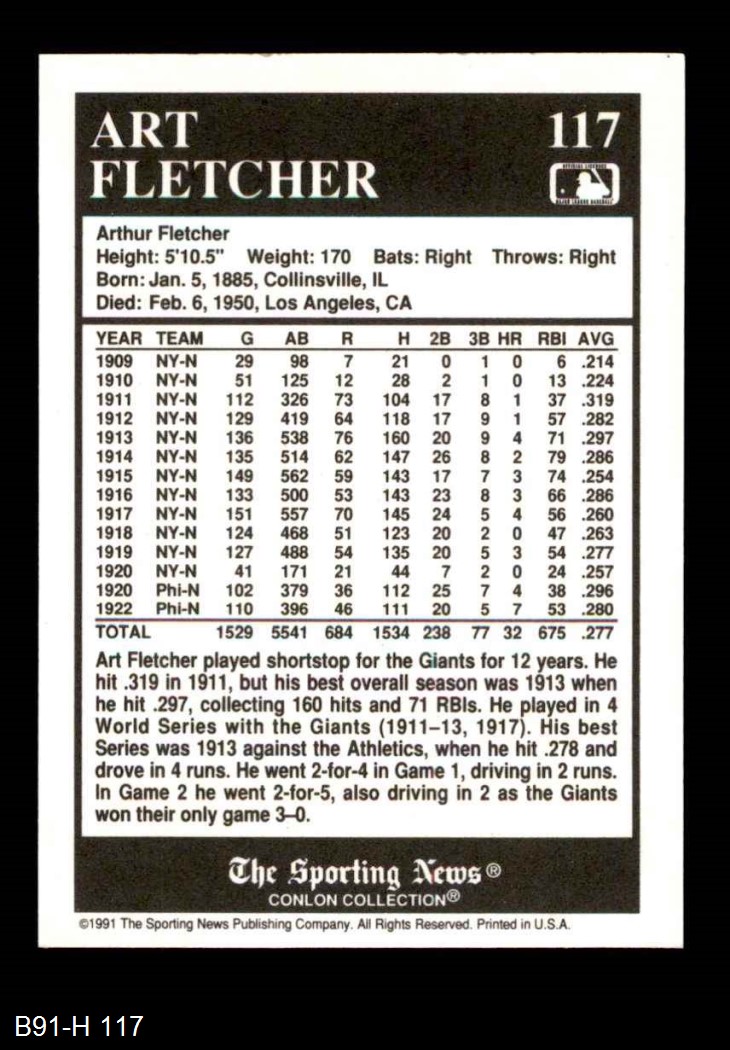 ART 117
FLETCHER
Arthur Fletcher
Height: 5'10.5" Weight: 170 Bats: Right Throws: Right
Born: Jan. 5, 1885, Collinsville, IL
Died: Feb. 6, 1950, Los Angeles, CA
YEAR TEAM G AB R H 2B 3B HR RBI AVG
1909 NY-N 29 98 7 21 0 1 0 6 .214
1910 NY-N 51 125 12 28 2 1 0 13 .224
1911 NY-N 112 326 73 104 17 8 1 37 .319
1912 NY-N 129 419 64 118 17 9 1 57 .282
1913 NY-N 136 538 76 160 20 9 4 71 .297
1914 NY-N 135 514 62 147 26 8 2 79 .286
1915 NY-N 149 562 59 143 17 7 3 74 .254
1916 NY-N 133 500 53 143 23 8 3 66 .286
1917 NY-N 151 557 70 145 24 5 4 56 .260
1918 NY-N 124 468 51 123 20 2 0 47 .263
1919 NY-N 127 488 54 135 20 5 3 54 .277
1920 NY-N 41 171 21 44 7 2 0 24 .257
1920 Phi-N 102 379 36 112 25 7 4 38 .296
1922 Phi-N 110 396 46 111 20 5 7 53 .280
TOTAL 1529 5541 684 1534 238 77 32 675 .277
Art Fletcher played shortstop for the Giants for 12 years. He
hit .319 in 1911, but his best overall season was 1913 when
he hit .297, collecting 160 hits and 71 RBIs. He played in 4
World Series with the Giants (1911–13, 1917). His best
Series was 1913 against the Athletics, when he hit .278 and
drove in 4 runs. He went 2-for-4 in Game 1, driving in 2 runs.
In Game 2 he went 2-for-5, also driving in 2 as the Giants
won their only game 3–0.
The Sporting News®
CONLON COLLECTION®
©1991 The Sporting News Publishing Company. All Rights Reserved. Printed in U.S.A.
B91-H 117